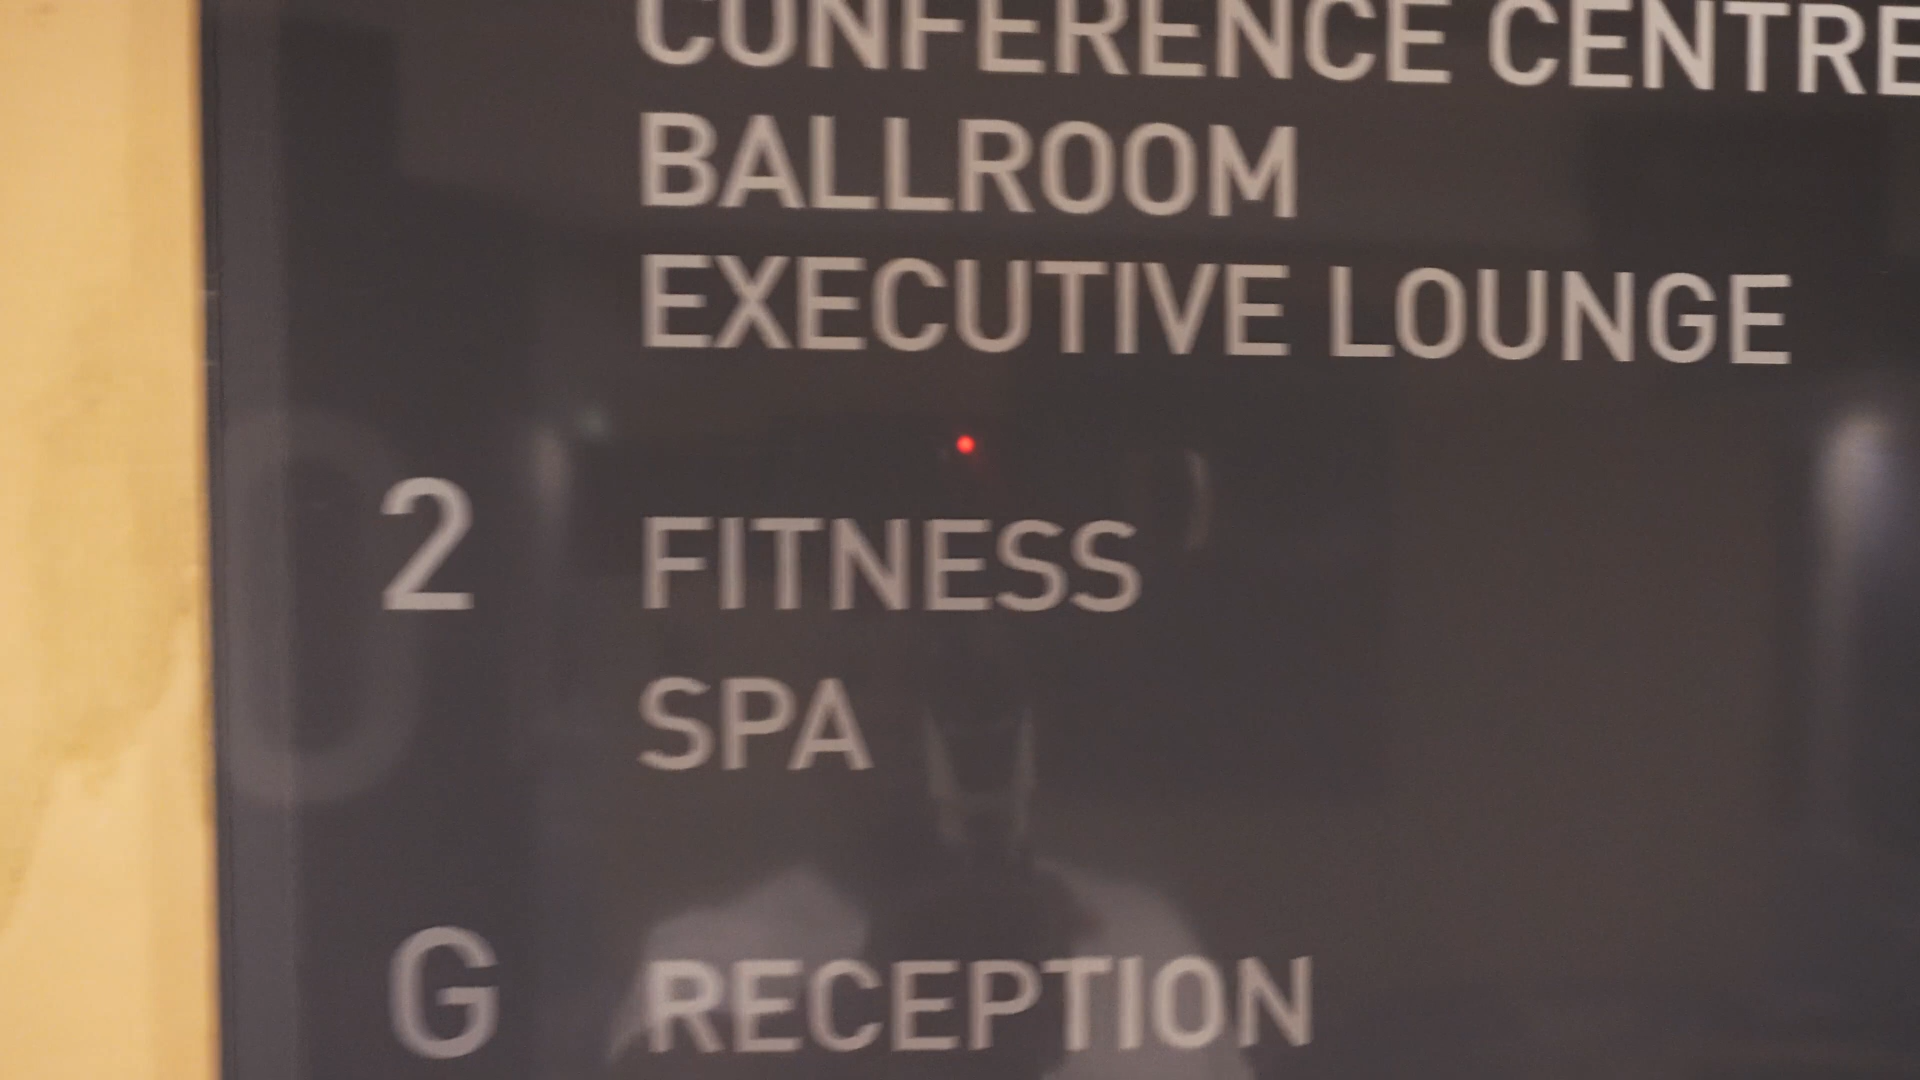 CONFERENCE CENTRE
BALLROOM
EXECUTIVE LOUNGE
2 FITNESS
SPA
G RECEPTION